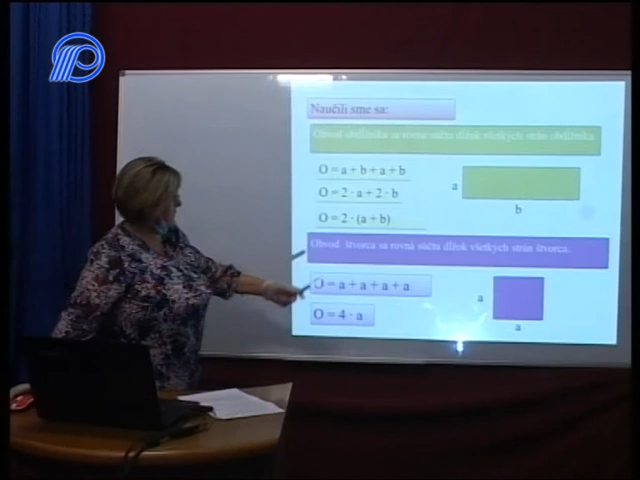 Naučili sme sa:
Obvod obdĺžnika sa rovná súčtu dĺžok všetkých strán obdĺžnika.
O = a + b + a + b
O = 2 · a + 2 · b
O = 2 · (a + b)
a
b
Obvod štvorca sa rovná súčtu dĺžok všetkých strán štvorca.
O = a + a + a + a
O = 4 · a
a
a